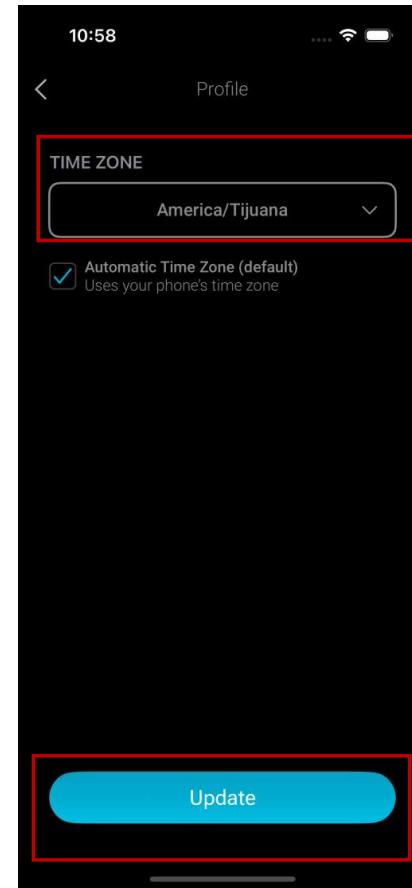 10:58
Profile
TIME ZONE
America/Tijuana
Automatic Time Zone (default)
Uses your phone's time zone
Update